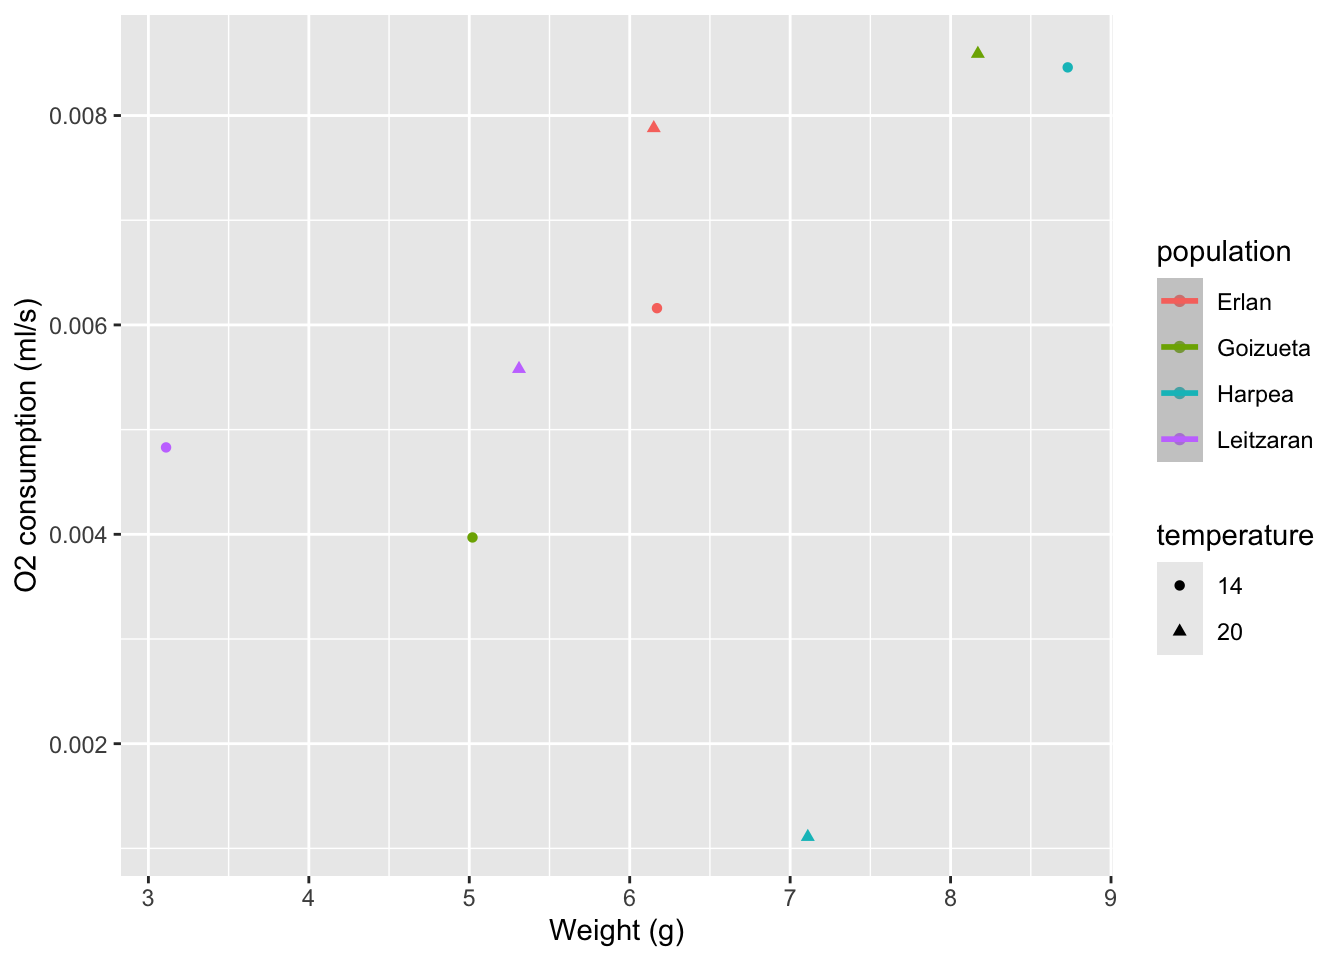 0.008
0.006
0.004
0.002
O2 consumption (ml/s)
3 4 5 6 7 8 9
Weight (g)
population
Erlan
Goizueta
Harpea
Leitzaran
temperature
14
20